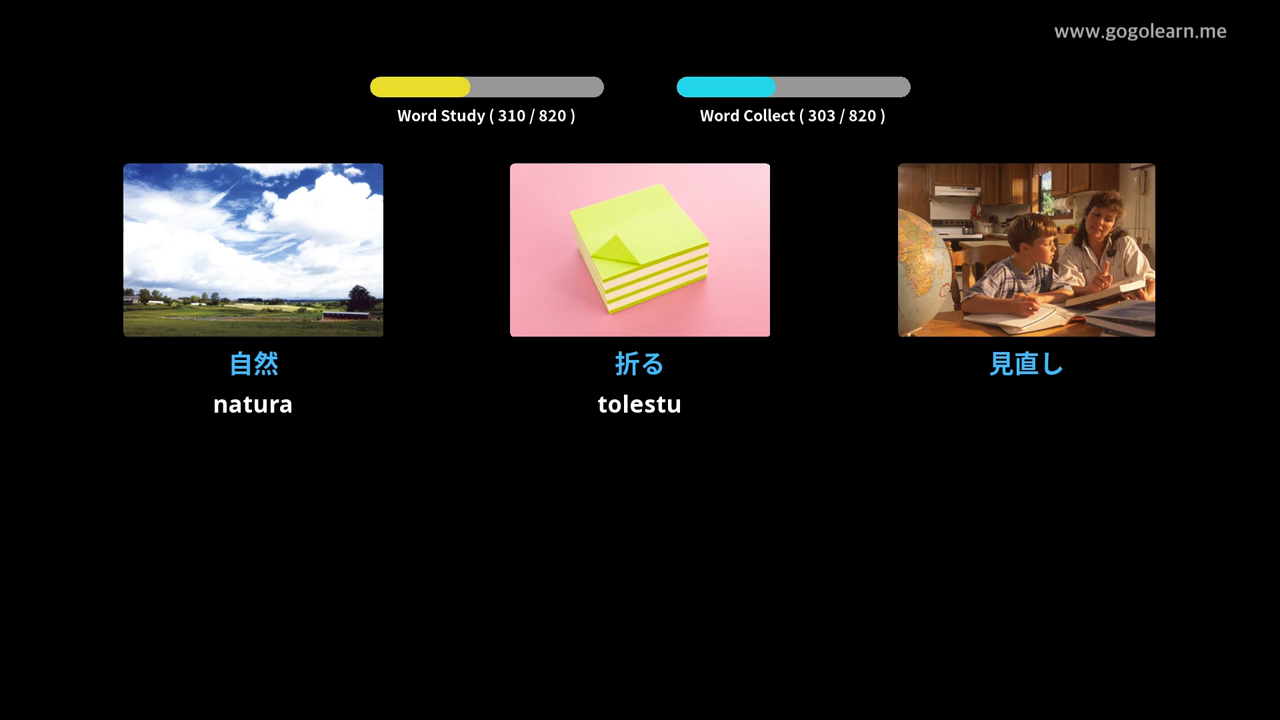 www.gogolearn.me
Word Study ( 310 / 820 )
Word Collect ( 303 / 820 )
自然
natura
折る
tolestu
見直し